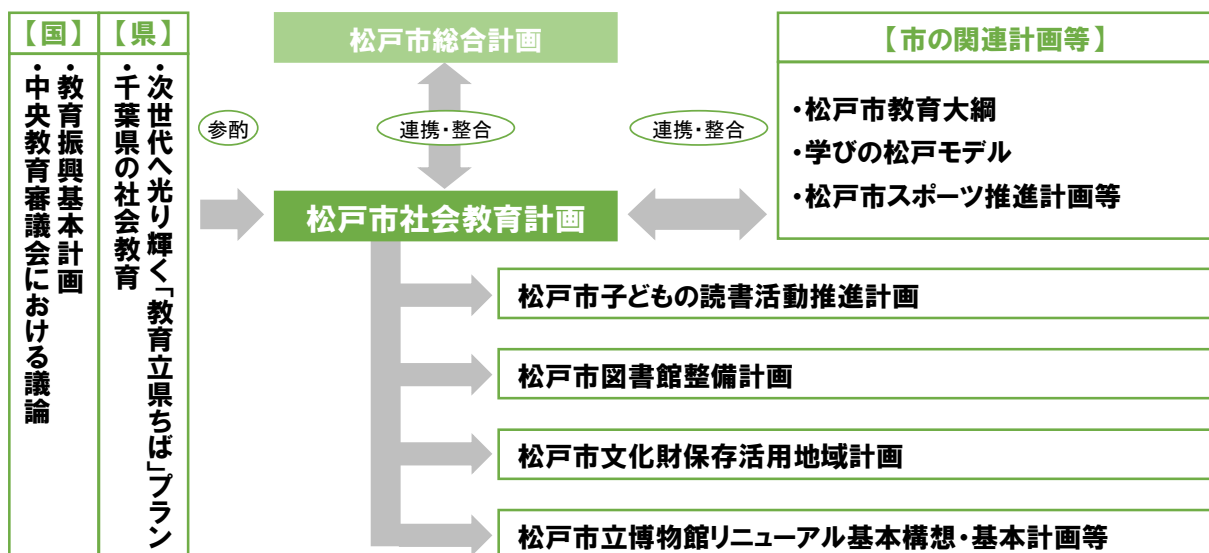 【国】
・教育振興基本計画
・中央教育審議会における議論
【県】
・次世代へ光り輝く「教育立県ちば」プラン
・千葉県の社会教育
参酌
松戸市総合計画
連携・整合
松戸市社会教育計画
連携・整合
【市の関連計画等】
・松戸市教育大綱
・学びの松戸モデル
・松戸市スポーツ推進計画等
松戸市子どもの読書活動推進計画
松戸市図書館整備計画
松戸市文化財保存活用地域計画
松戸市立博物館リニューアル基本構想・基本計画等